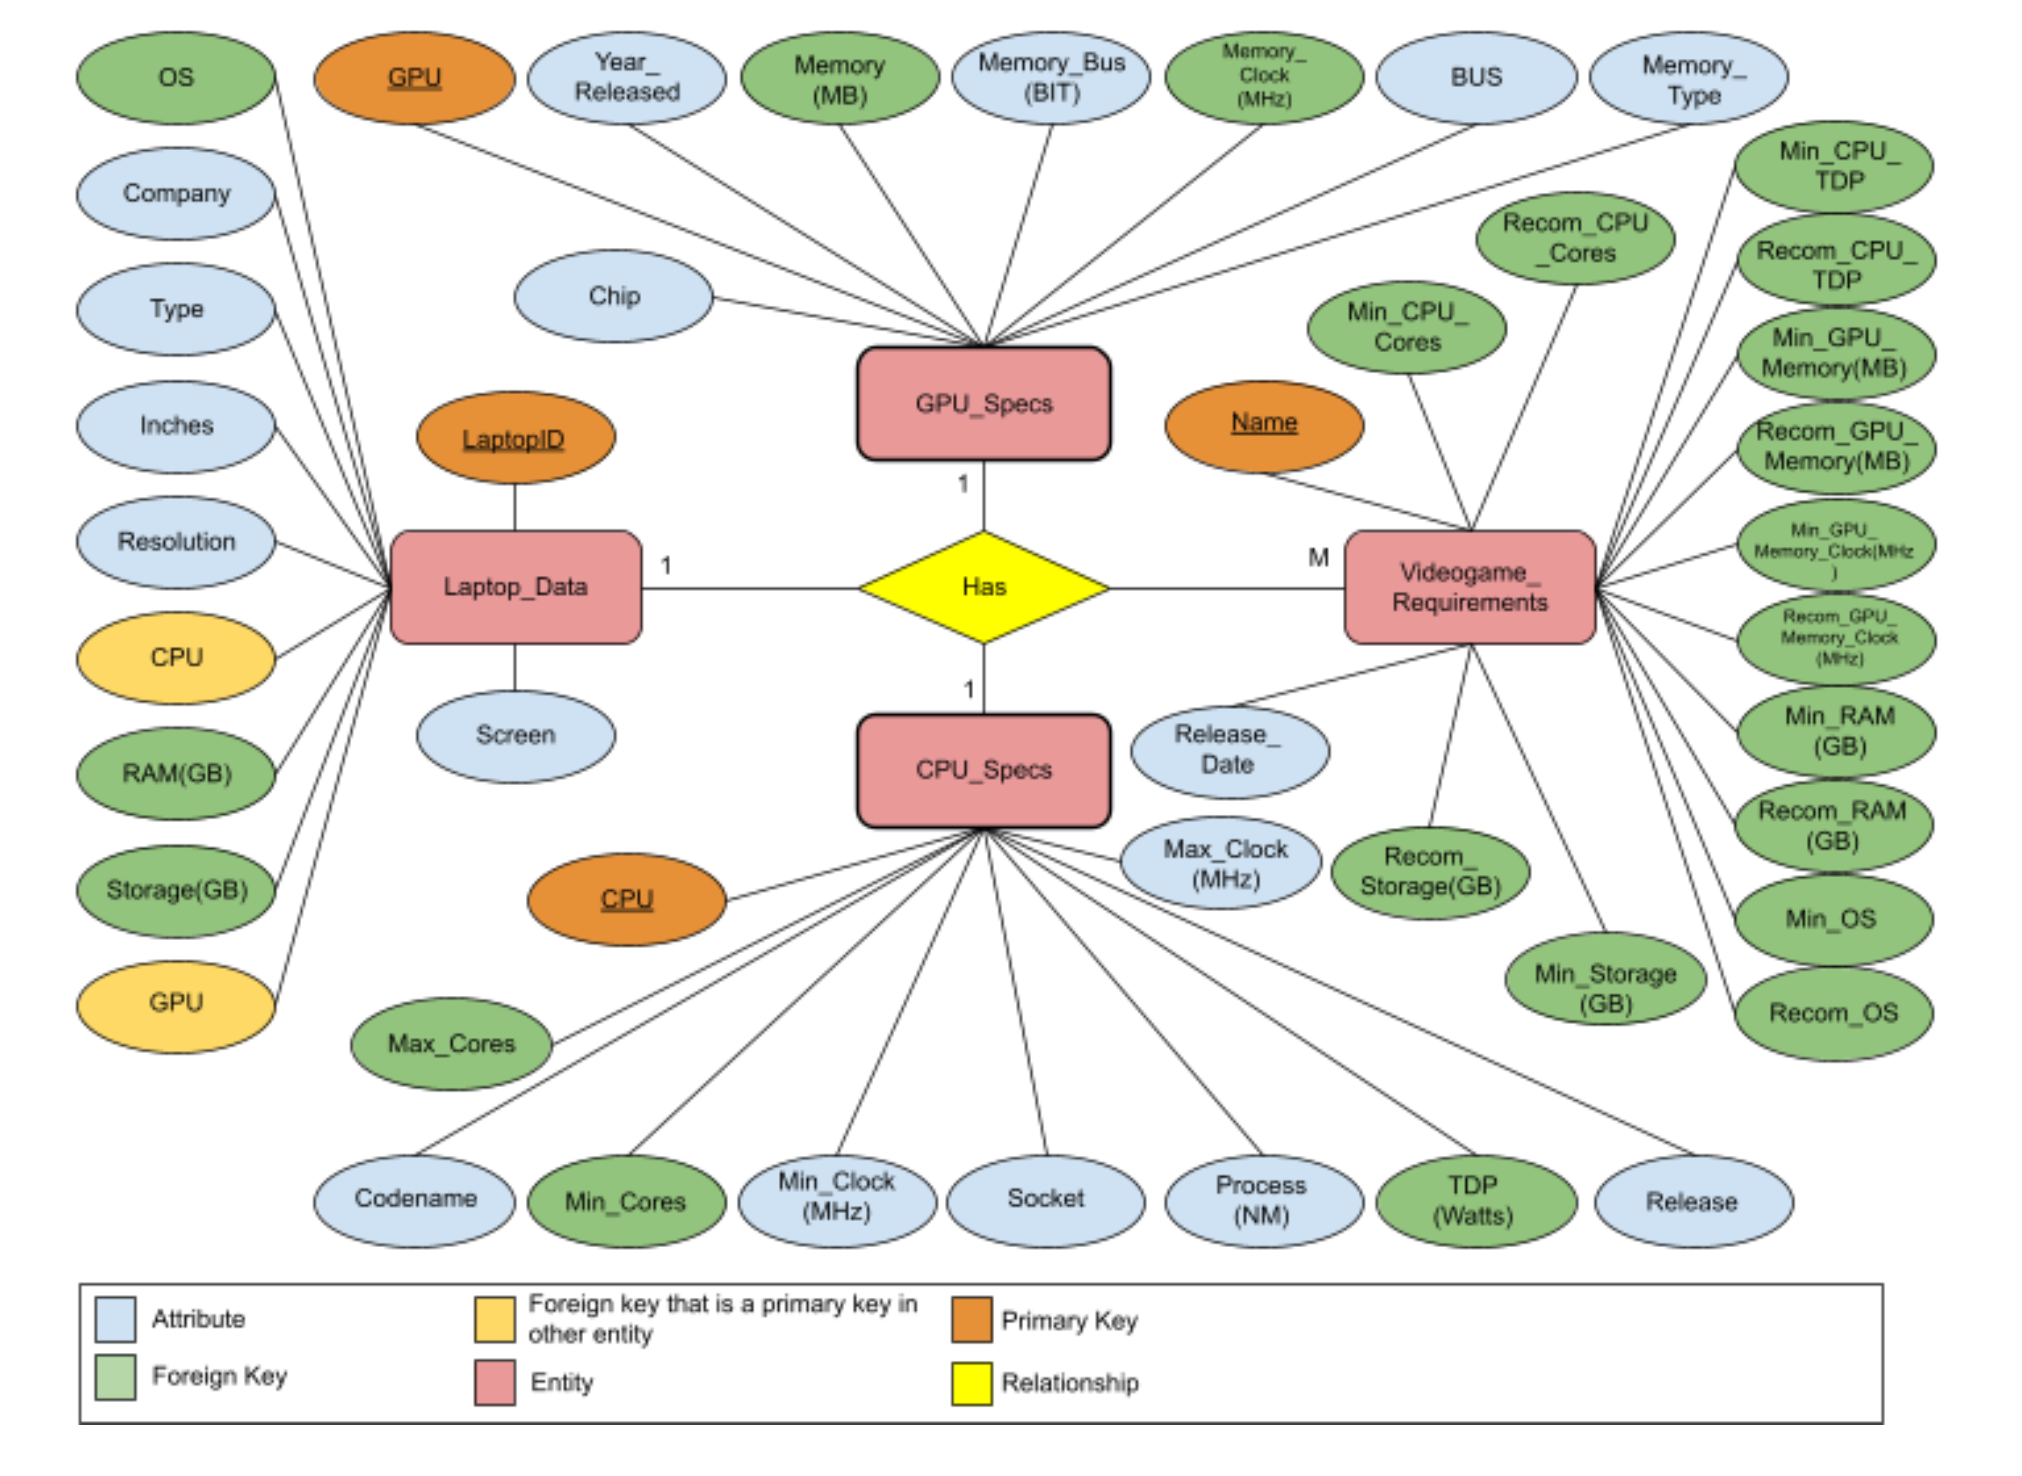 OS
GPU
Year_
Released
Memory
(MB)
Memory_Bus
(BIT)
Memory_
Clock
(MHz)
BUS
Memory_
Type
Company
Type
Inches
Resolution
CPU
RAM(GB)
Storage(GB)
GPU
Chip
LaptopID
Laptop_Data
Screen
GPU_Specs
1
1
Has
M
1
CPU_Specs
Name
Min_CPU_
Cores
Recom_CPU
_Cores
Videogame_
Requirements
Min_CPU_
TDP
Recom_CPU_
TDP
Min_GPU_
Memory(MB)
Recom_GPU_
Memory(MB)
Min_GPU_
Memory_Clock(MHz
)
Recom_GPU_
Memory_Clock
(MHz)
Min_RAM
(GB)
Recom_RAM
(GB)
Min_OS
Recom_OS
Release_
Date
Max_Clock
(MHz)
Recom_
Storage(GB)
Min_Storage
(GB)
CPU
Max_Cores
Codename
Min_Cores
Min_Clock
(MHz)
Socket
Process
(NM)
TDP
(Watts)
Release
Attribute
Foreign key that is a primary key in
other entity
Primary Key
Foreign Key
Entity
Relationship